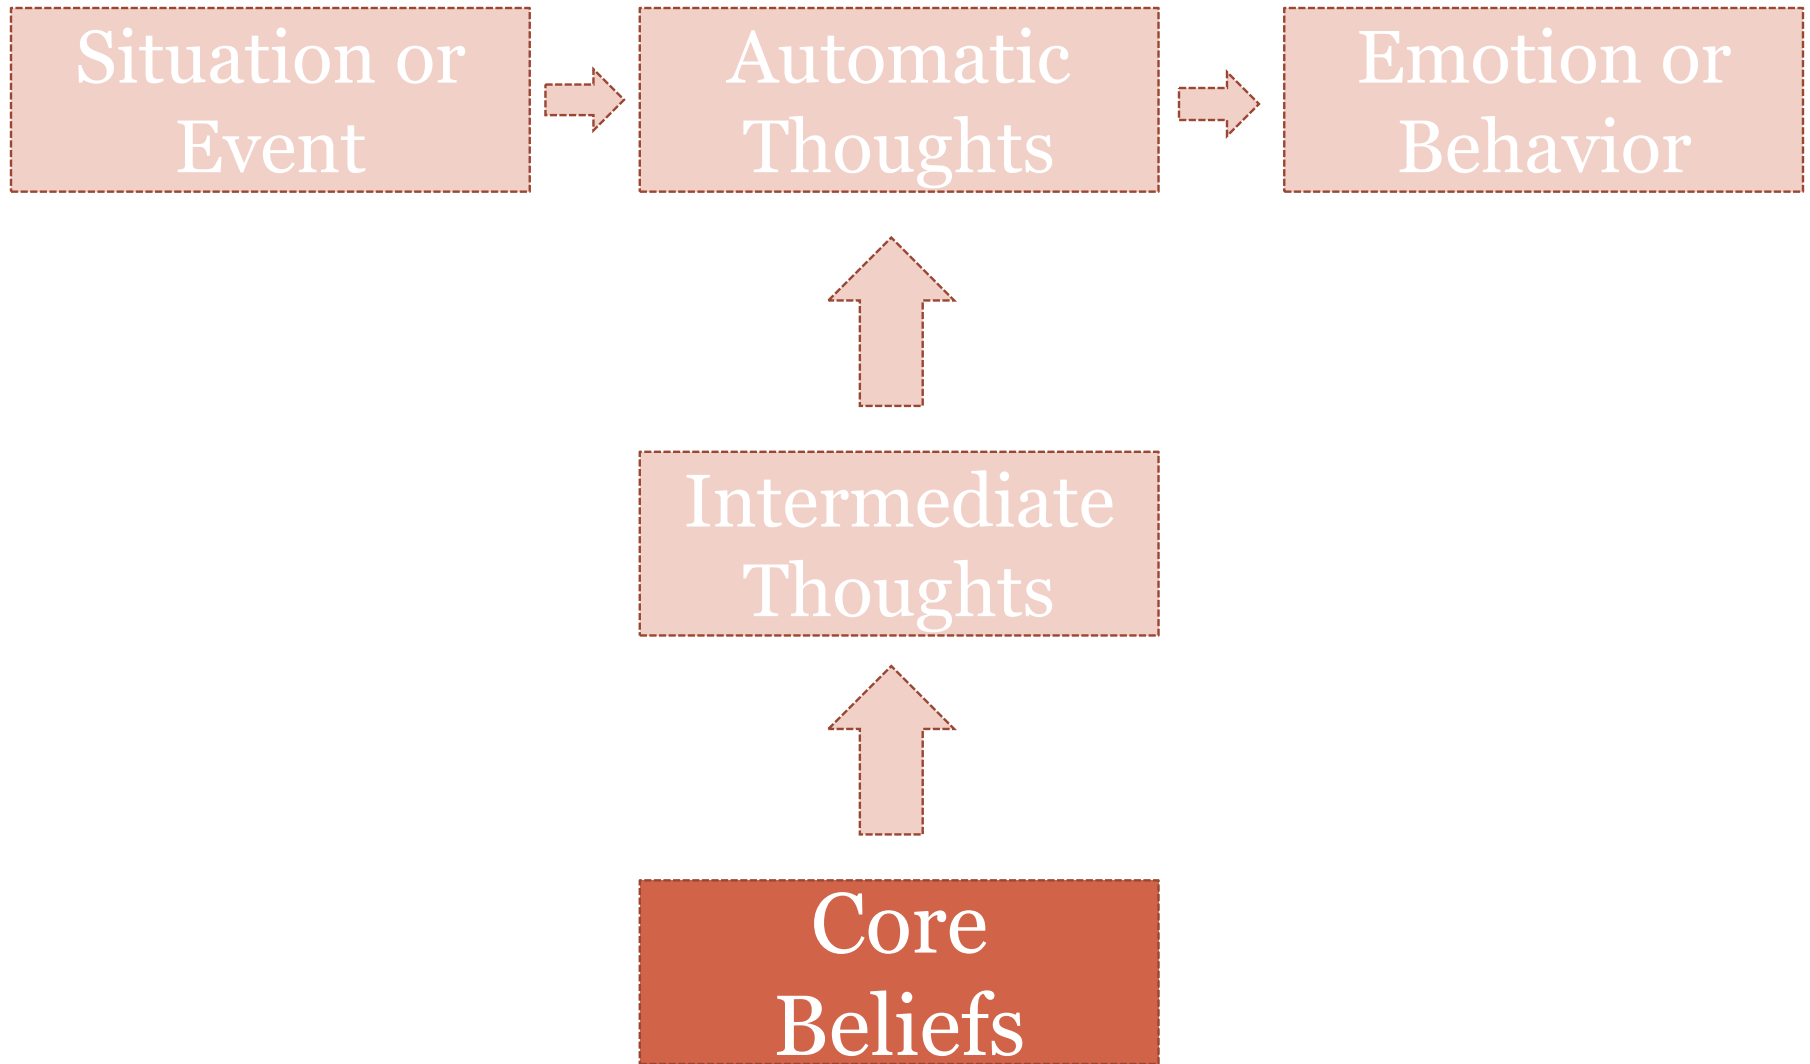 Situation or
Event
Automatic
Thoughts
Emotion or
Behavior
Intermediate
Thoughts
Core
Beliefs